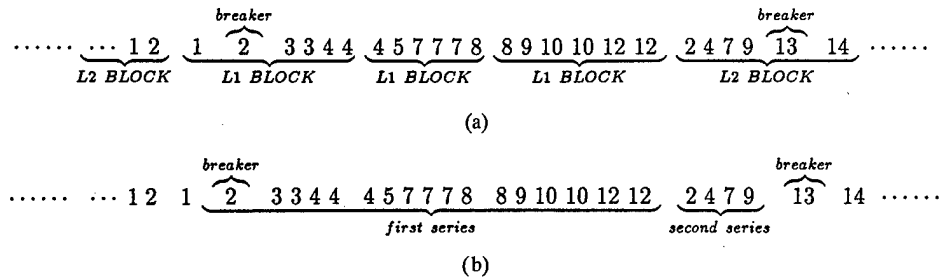 breaker breaker
...... ... 1 2 1 2 3 3 4 4 4 5 7 7 7 8 8 9 10 10 12 12 2 4 7 9 13 14 ......
L2 BLOCK L1 BLOCK L1 BLOCK L1 BLOCK L2 BLOCK
(a)
breaker breaker
...... ... 1 2 1 2 3 3 4 4 4 5 7 7 7 8 8 9 10 10 12 12 2 4 7 9 13 14 ......
first series second series
(b)